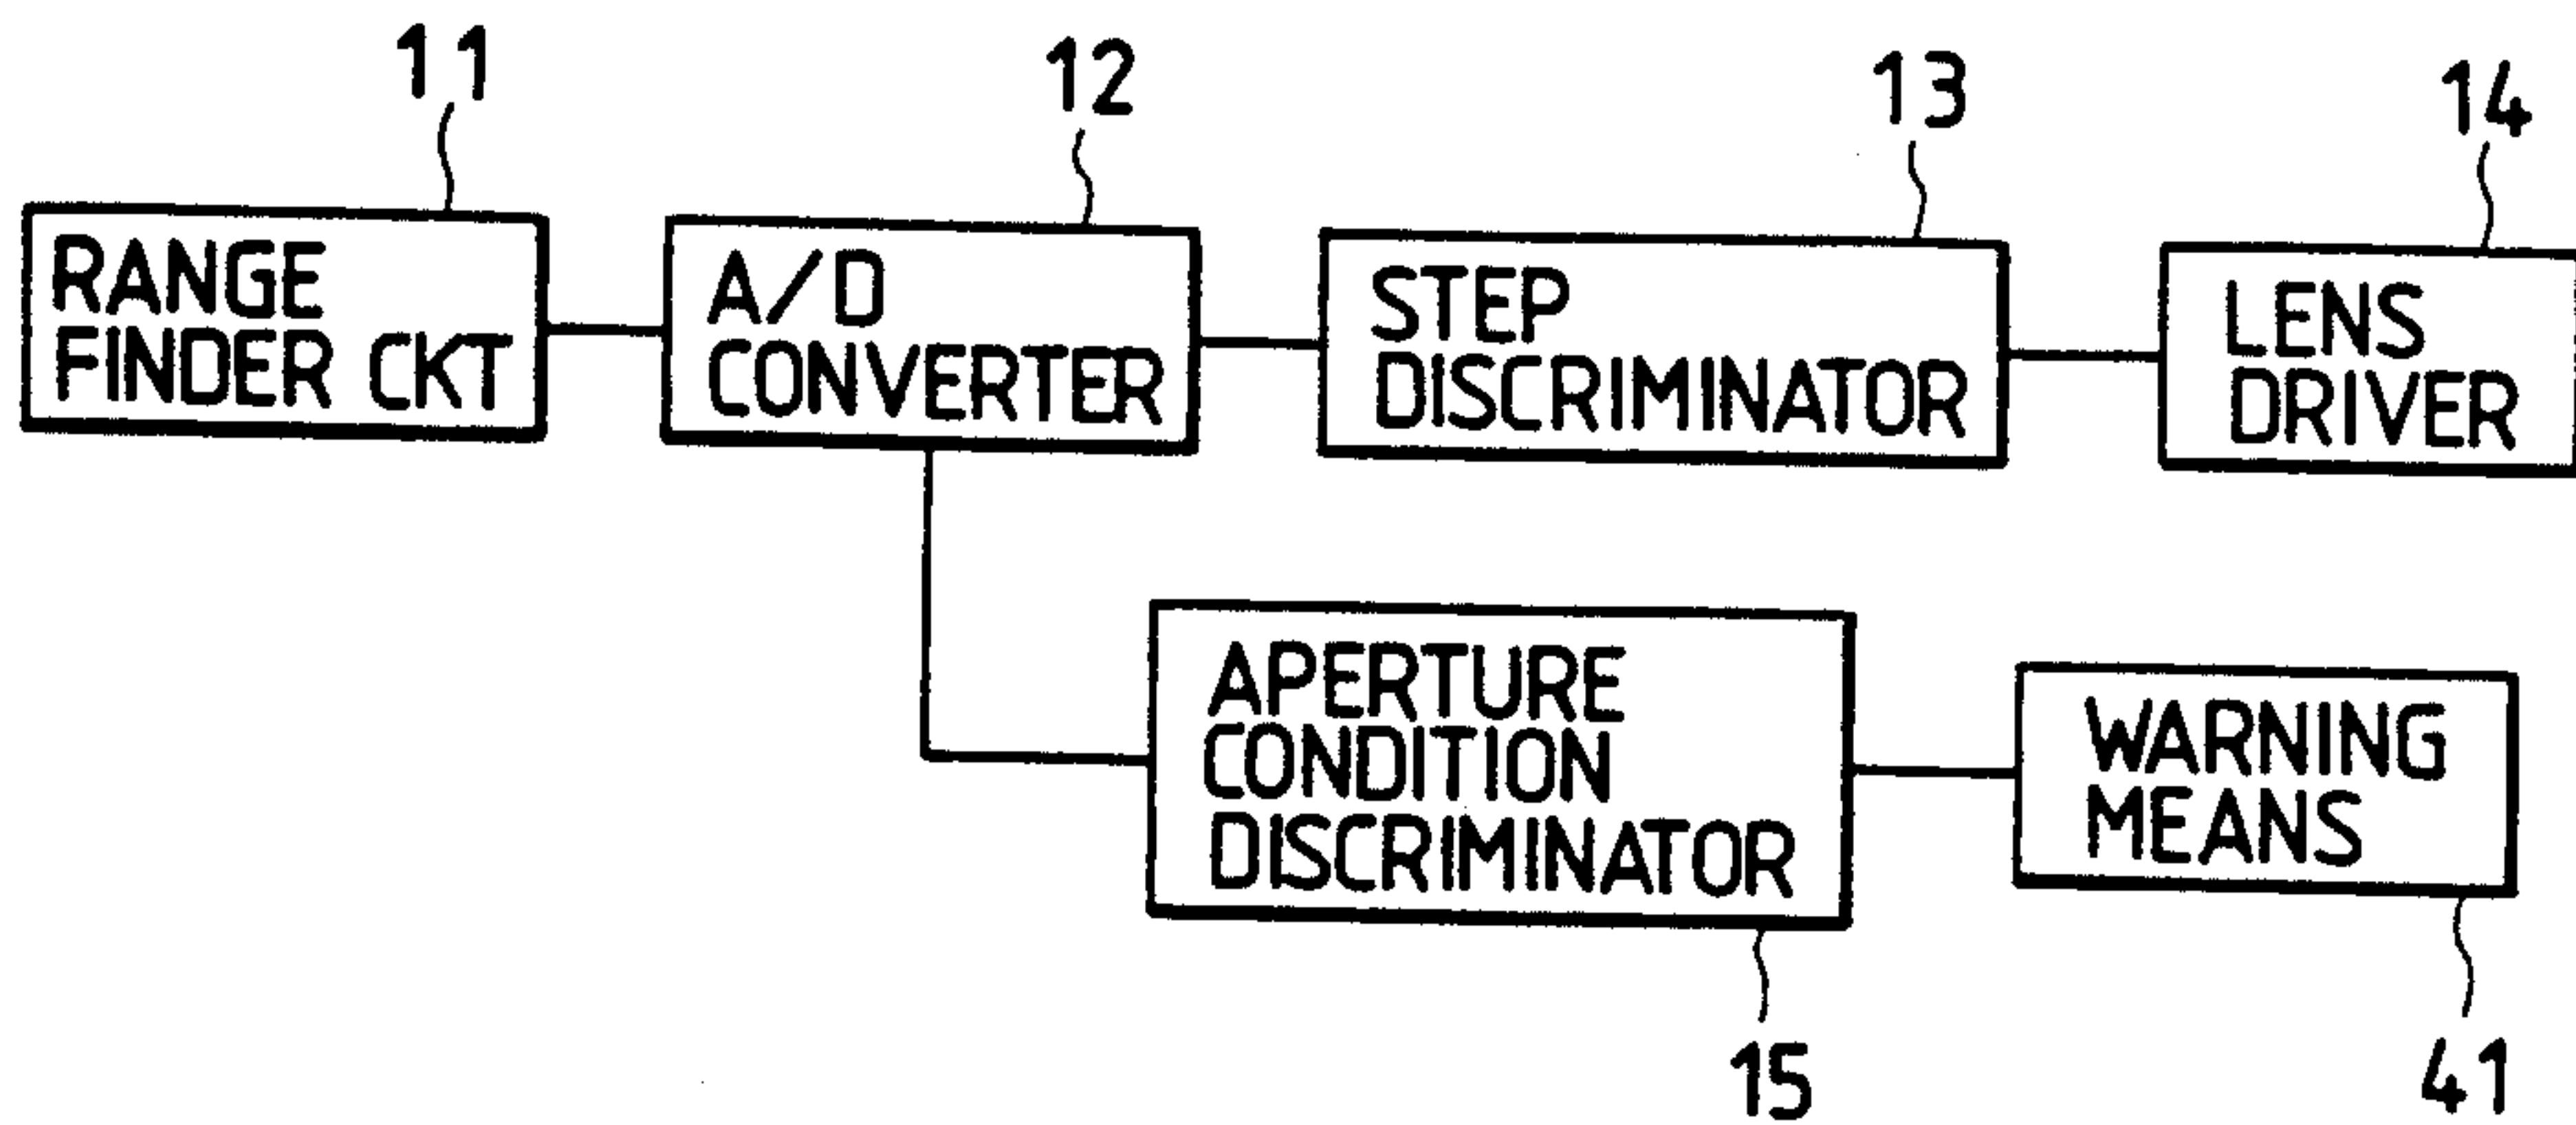 11
12
13
14
RANGE
FINDER CKT
A/D
CONVERTER
STEP
DISCRIMINATOR
LENS
DRIVER
APERTURE
CONDITION
DISCRIMINATOR
WARNING
MEANS
15
41